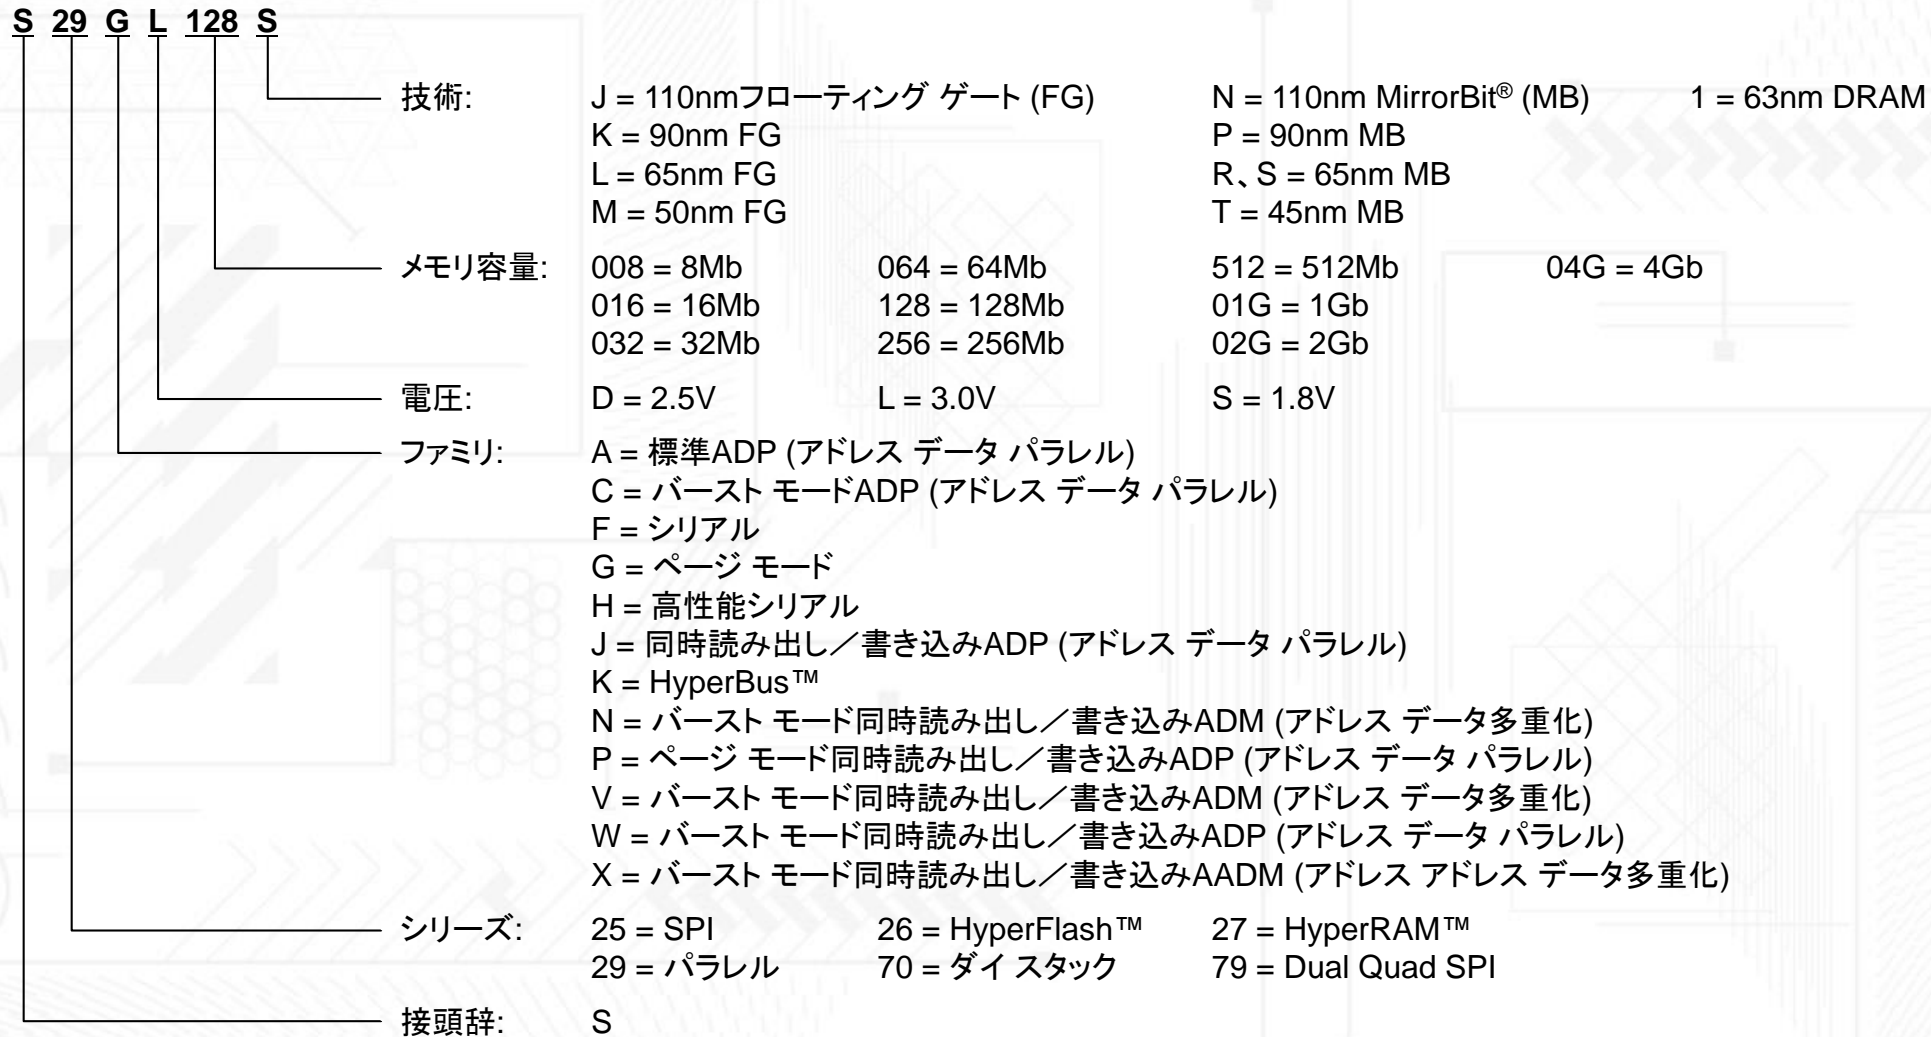 S 29 G L 128 S
技術: J = 110nmフローティング ゲート (FG) N = 110nm MirrorBit® (MB) 1 = 63nm DRAM
K = 90nm FG P = 90nm MB
L = 65nm FG R、S = 65nm MB
M = 50nm FG T = 45nm MB
メモリ容量: 008 = 8Mb 064 = 64Mb 512 = 512Mb 04G = 4Gb
016 = 16Mb 128 = 128Mb 01G = 1Gb
032 = 32Mb 256 = 256Mb 02G = 2Gb
電圧: D = 2.5V L = 3.0V S = 1.8V
ファミリ: A = 標準ADP (アドレス データ パラレル)
C = バースト モードADP (アドレス データ パラレル)
F = シリアル
G = ページ モード
H = 高性能シリアル
J = 同時読み出し／書き込みADP (アドレス データ パラレル)
K = HyperBus™
N = バースト モード同時読み出し／書き込みADM (アドレス データ多重化)
P = ページ モード同時読み出し／書き込みADP (アドレス データ パラレル)
V = バースト モード同時読み出し／書き込みADM (アドレス データ多重化)
W = バースト モード同時読み出し／書き込みADP (アドレス データ パラレル)
X = バースト モード同時読み出し／書き込みAADM (アドレス アドレス データ多重化)
シリーズ: 25 = SPI 26 = HyperFlash™ 27 = HyperRAM™
29 = パラレル 70 = ダイ スタック 79 = Dual Quad SPI
接頭辞: S